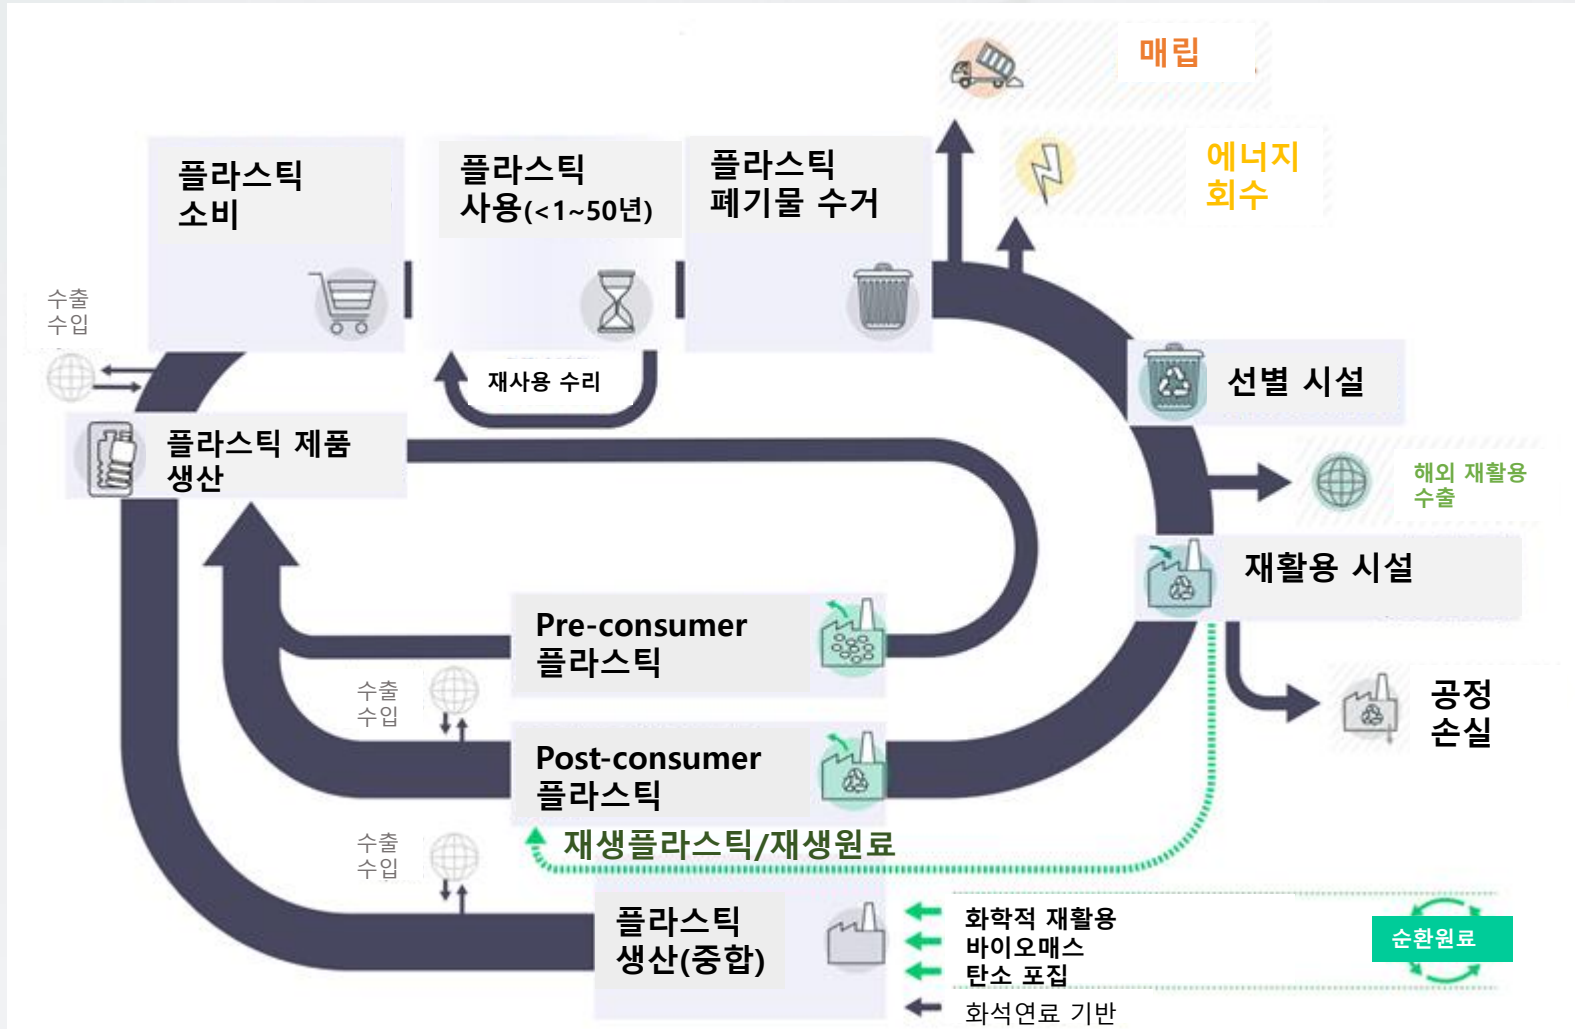 매립
에너지
회수
플라스틱
소비
플라스틱
사용(<1~50년)
플라스틱
폐기물 수거
수출
수입
재사용 수리
선별 시설
플라스틱 제품
생산
해외 재활용
수출
재활용 시설
Pre-consumer
플라스틱
수출
수입
공정
손실
Post-consumer
플라스틱
재생플라스틱/재생원료
수출
수입
플라스틱
생산(중합)
화학적 재활용
바이오매스
탄소 포집
순환원료
화석연료 기반